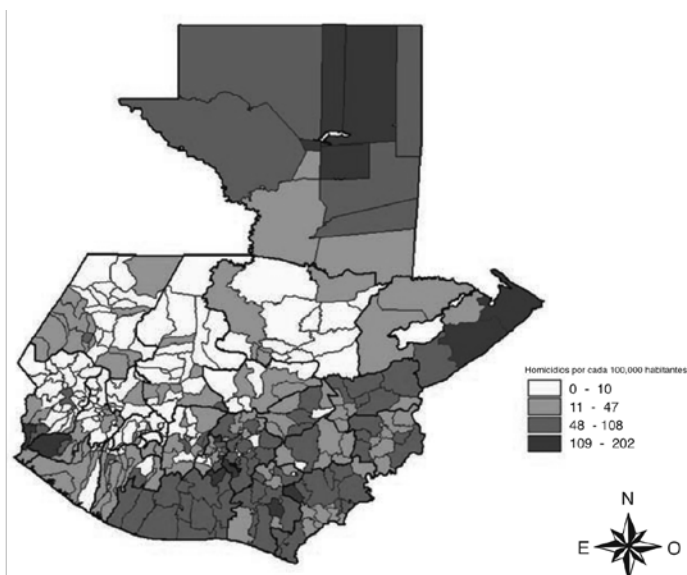 Homicidios por cada 100,000 habitantes
0 - 10
11 - 47
48 - 108
109 - 202
N
E
O